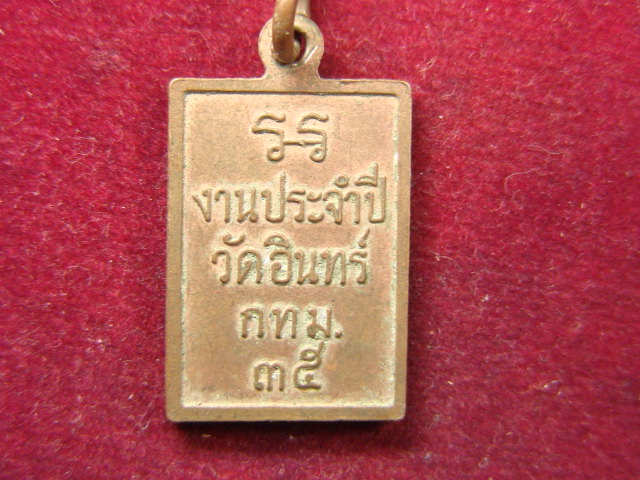 ร-ร
งานประจำปี
วัดอินทร์
กทม.
๓๕